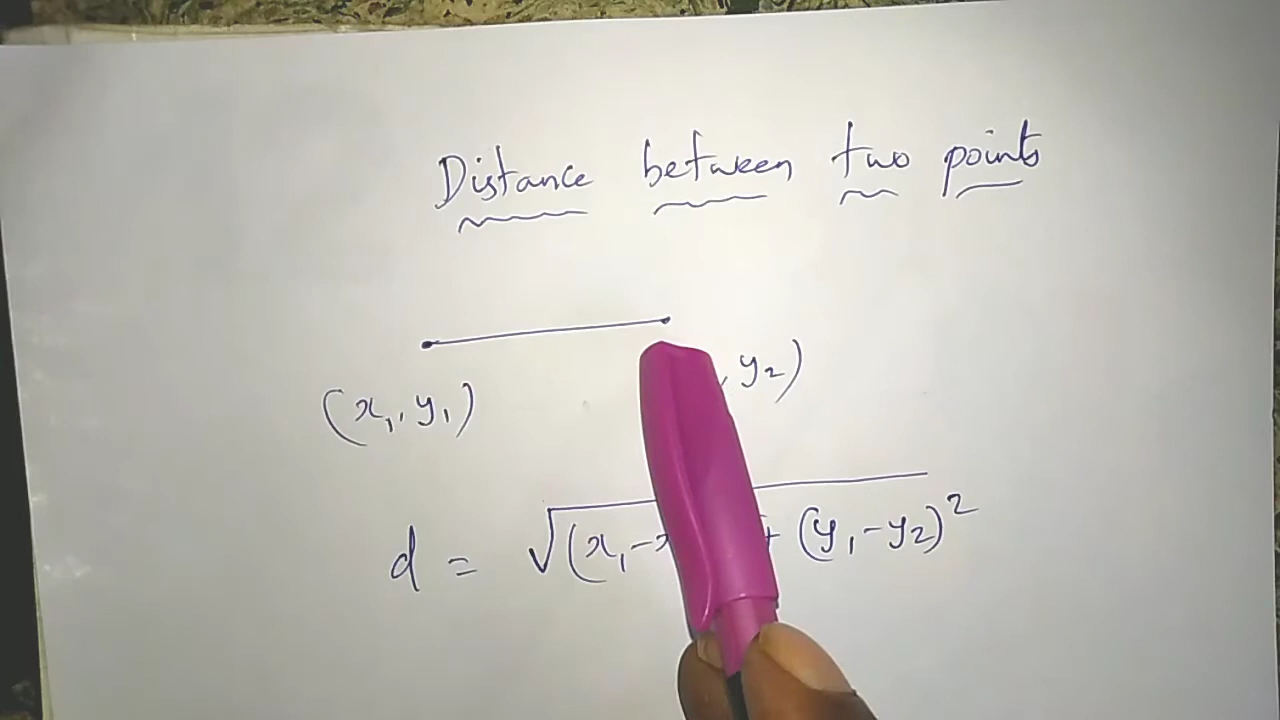 Distance between two points
(x₁, y₁) , y₂)
d = √(x₁-x + (y₁-y₂)²